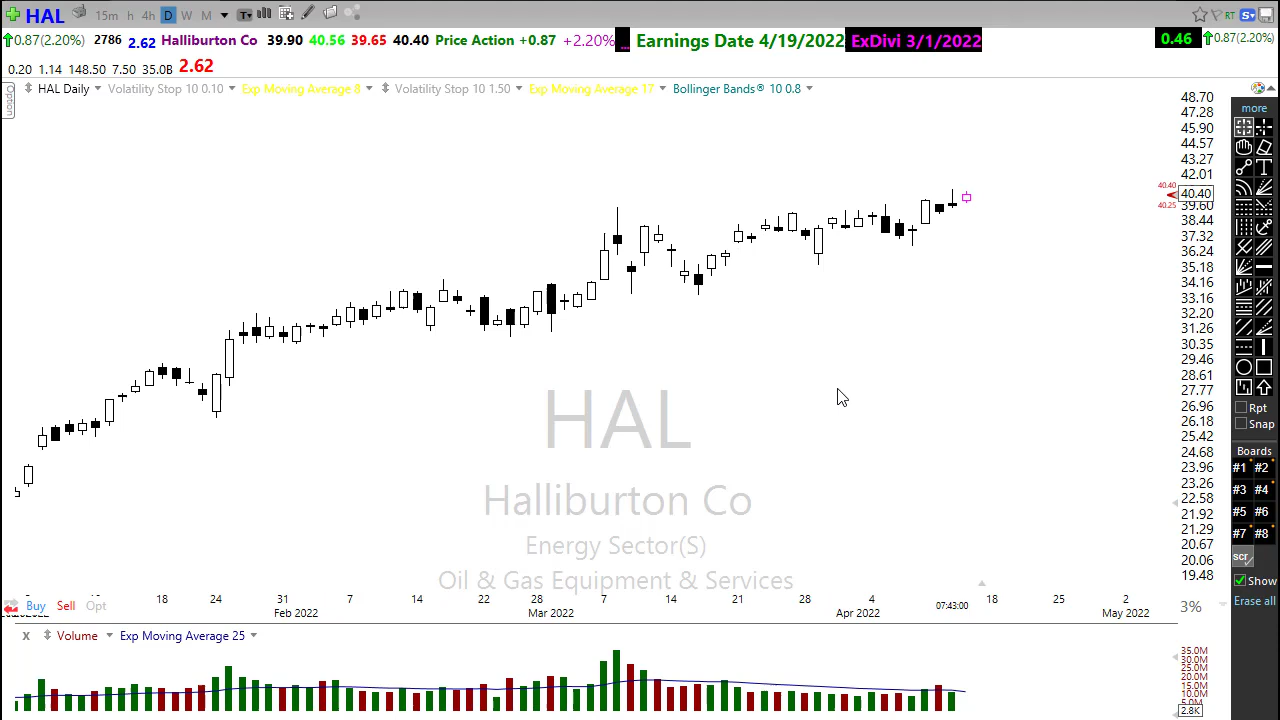 HAL 15m h 4h D W M T RT S
0.87(2.20%) 2786 2.62 Halliburton Co 39.90 40.56 39.65 40.40 Price Action +0.87 +2.20% ... Earnings Date 4/19/2022 ExDivi 3/1/2022 0.46 0.87(2.20%)
0.20 1.14 148.50 7.50 35.0B 2.62
Option
HAL Daily Volatility Stop 10 0.10 Exp Moving Average 8 Volatility Stop 10 1.50 Exp Moving Average 17 Bollinger Bands® 10 0.8
48.70
47.28
45.90
44.57
43.27
42.01
40.40
40.40
40.25
39.60
38.44
37.32
36.24
35.18
34.16
33.16
32.20
31.26
30.35
29.46
28.61
27.77
26.96
26.18
25.42
24.68
23.96
23.26
22.58
21.92
21.29
20.67
20.06
19.48
more
T
Rpt
Snap
Boards
#1 #2
#3 #4
#5 #6
#7 #8
scr
Show
Erase all
HAL
Halliburton Co
Energy Sector(S)
Oil & Gas Equipment & Services
18 24 31 7 14 22 28 7 14 21 28 4 07:43:00 18 25 2
Feb 2022 Mar 2022 Apr 2022 May 2022
Buy Sell Opt
3%
X Volume Exp Moving Average 25
35.0M
30.0M
25.0M
20.0M
15.0M
10.0M
5.0M
2.8K